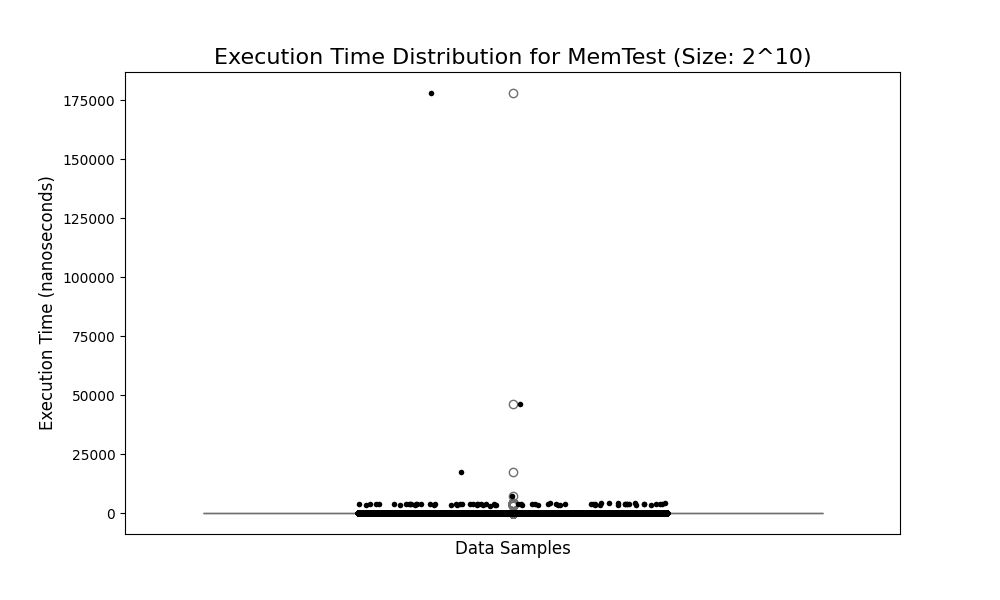 Execution Time Distribution for MemTest (Size: 2^10)
175000
150000
125000
100000
75000
50000
25000
0
Execution Time (nanoseconds)
Data Samples